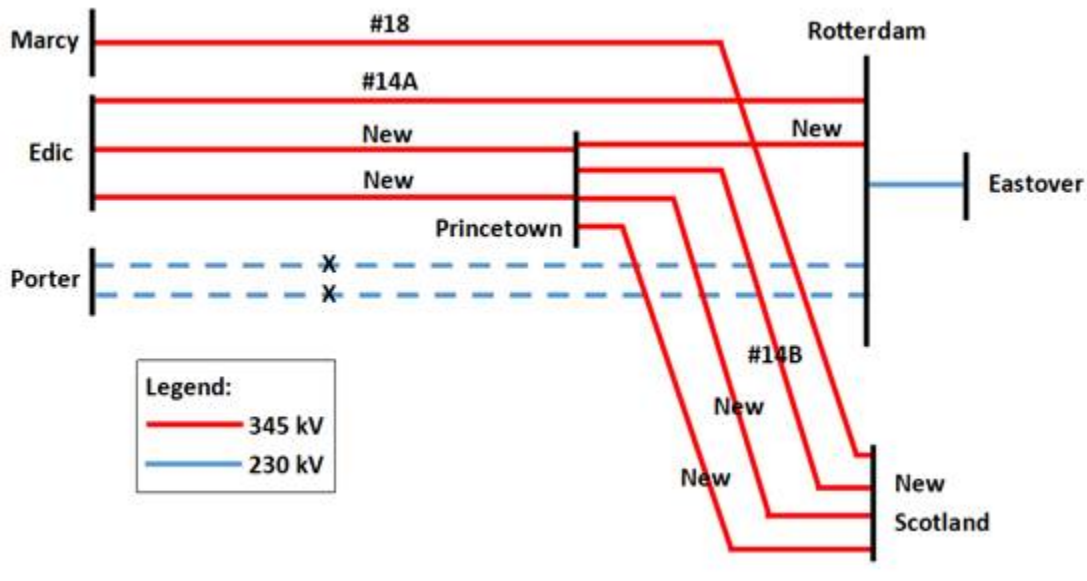 Marcy
#18
Rotterdam
#14A
New
New
Edic
New
Eastover
Princetown
Porter
X
X
#14B
Legend:
345 kV
230 kV
New
New
New
Scotland